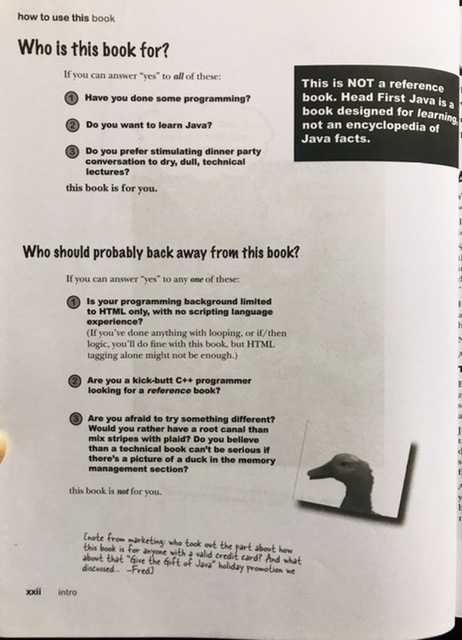 how to use this book
Who is this book for?
If you can answer “yes” to all of these:
1 Have you done some programming?
2 Do you want to learn Java?
3 Do you prefer stimulating dinner party
conversation to dry, dull, technical
lectures?
this book is for you.
This is NOT a reference
book. Head First Java is a
book designed for learning,
not an encyclopedia of
Java facts.
Who should probably back away from this book?
If you can answer “yes” to any one of these:
1 Is your programming background limited
to HTML only, with no scripting language
experience?
(If you’ve done anything with looping, or if/then
logic, you’ll do fine with this book, but HTML
tagging alone might not be enough.)
2 Are you a kick-butt C++ programmer
looking for a reference book?
3 Are you afraid to try something different?
Would you rather have a root canal than
mix stripes with plaid? Do you believe
than a technical book can’t be serious if
there’s a picture of a duck in the memory
management section?
this book is not for you.
[note from marketing: who took out the part about how
this book is for anyone with a valid credit card? And what
about that “Give the Gift of Java” holiday promotion we
discussed... -Fred]
xxii intro